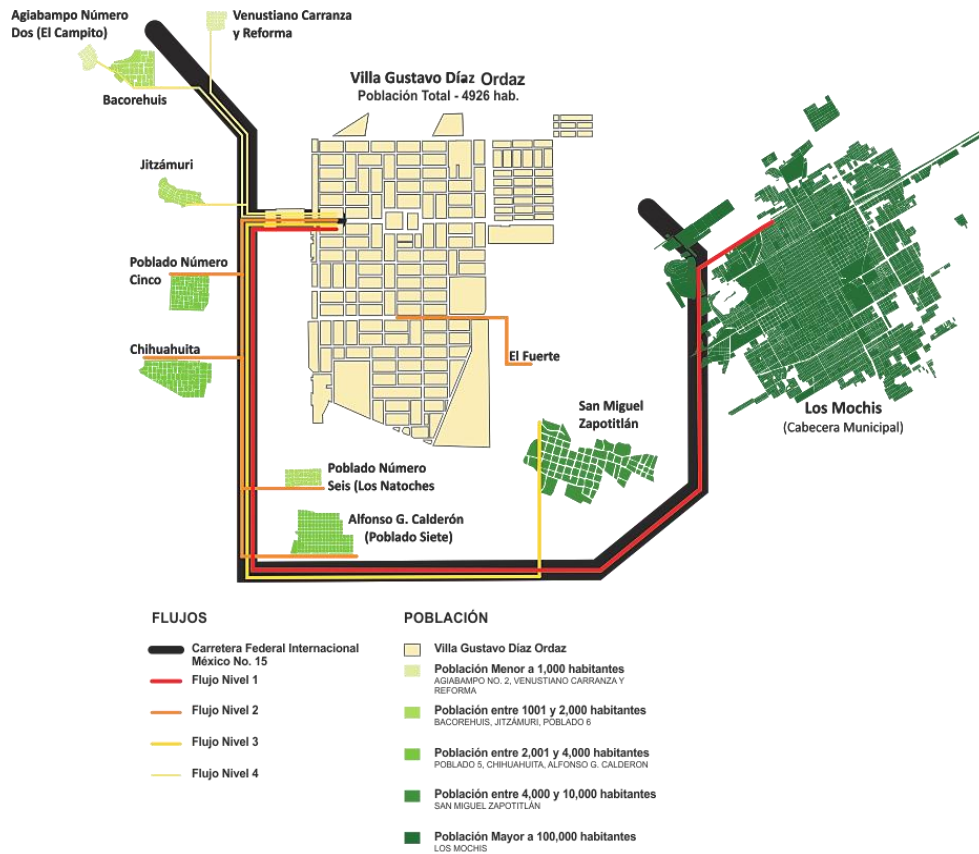 Agiabampo Número
Dos (El Campito)
Venustiano Carranza
y Reforma
Bacorehuis
Villa Gustavo Díaz Ordaz
Población Total - 4926 hab.
Jitzámuri
Poblado Número
Cinco
Chihuahuita
El Fuerte
San Miguel
Zapotitlán
Los Mochis
(Cabecera Municipal)
Poblado Número
Seis (Los Natoches
Alfonso G. Calderón
(Poblado Siete)
FLUJOS
Carretera Federal Internacional
México No. 15
Flujo Nivel 1
Flujo Nivel 2
Flujo Nivel 3
Flujo Nivel 4
POBLACIÓN
Villa Gustavo Díaz Ordaz
Población Menor a 1,000 habitantes
AGIABAMPO NO. 2, VENUSTIANO CARRANZA Y
REFORMA
Población entre 1001 y 2,000 habitantes
BACOREHUIS, JITZÁMURI, POBLADO 6
Población entre 2,001 y 4,000 habitantes
POBLADO 5, CHIHUAHUITA, ALFONSO G. CALDERON
Población entre 4,000 y 10,000 habitantes
SAN MIGUEL ZAPOTITLÁN
Población Mayor a 100,000 habitantes
LOS MOCHIS